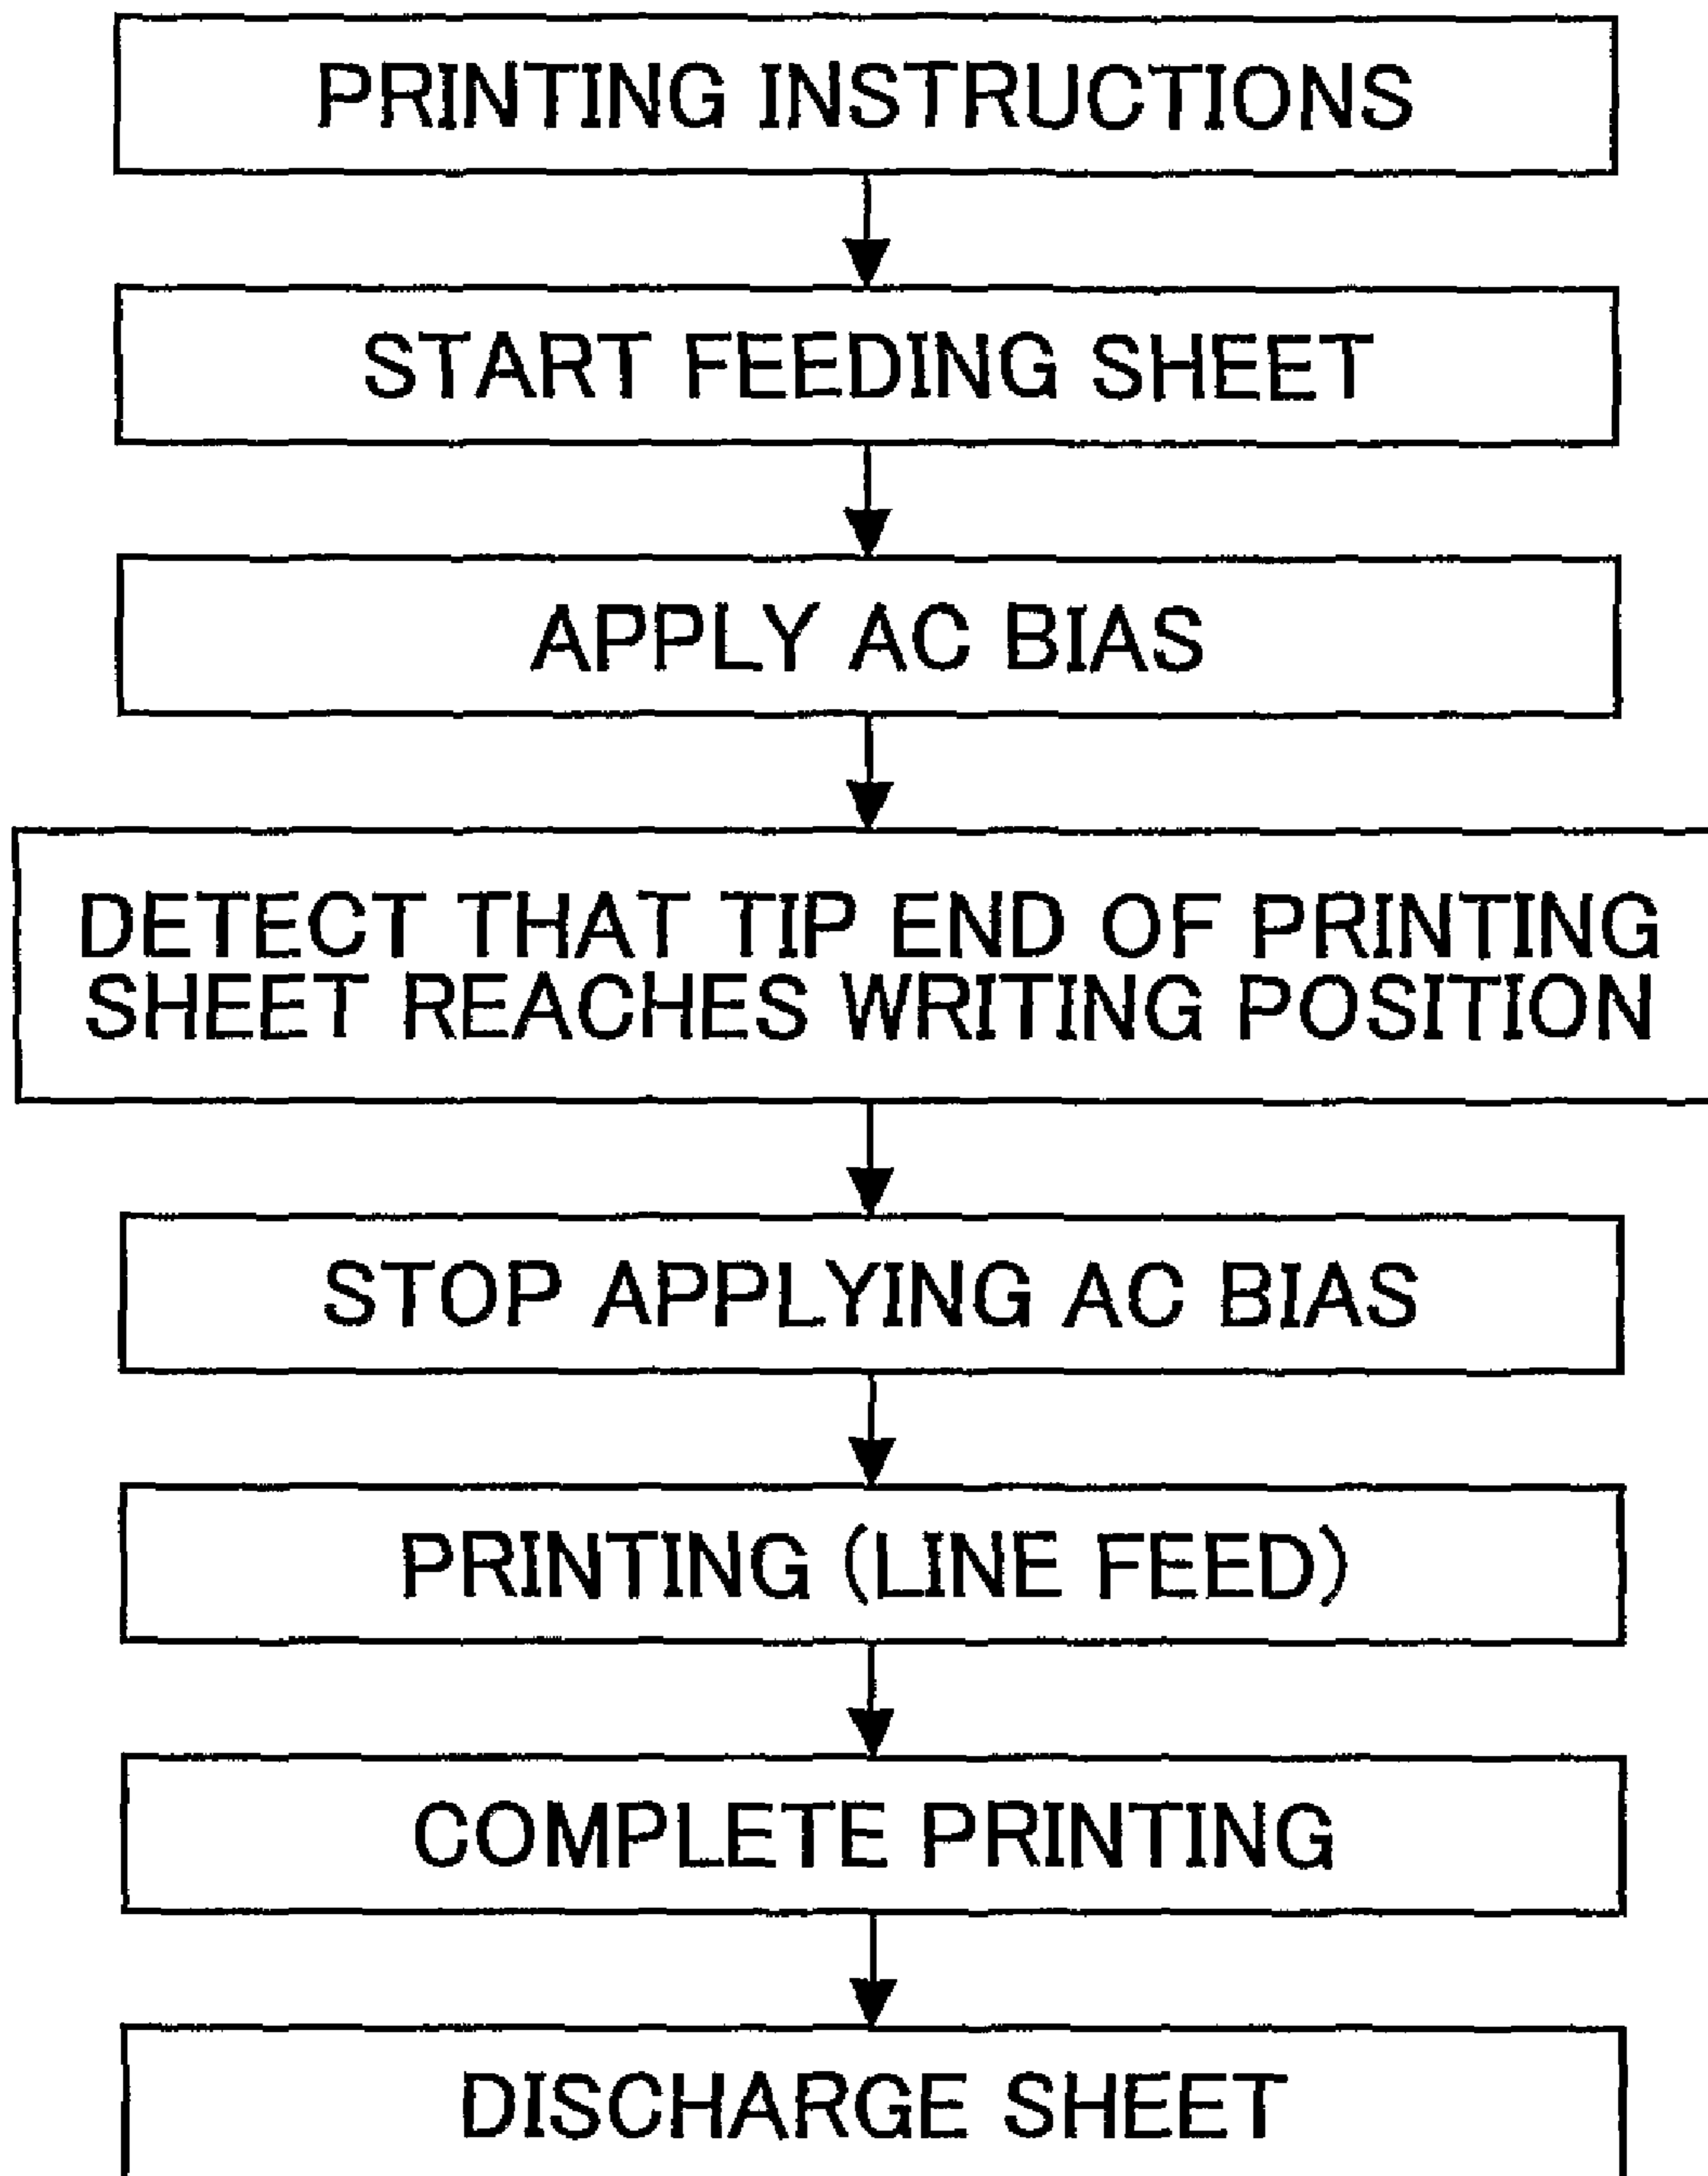 PRINTING INSTRUCTIONS
START FEEDING SHEET
APPLY AC BIAS
DETECT THAT TIP END OF PRINTING
SHEET REACHES WRITING POSITION
STOP APPLYING AC BIAS
PRINTING (LINE FEED)
COMPLETE PRINTING
DISCHARGE SHEET